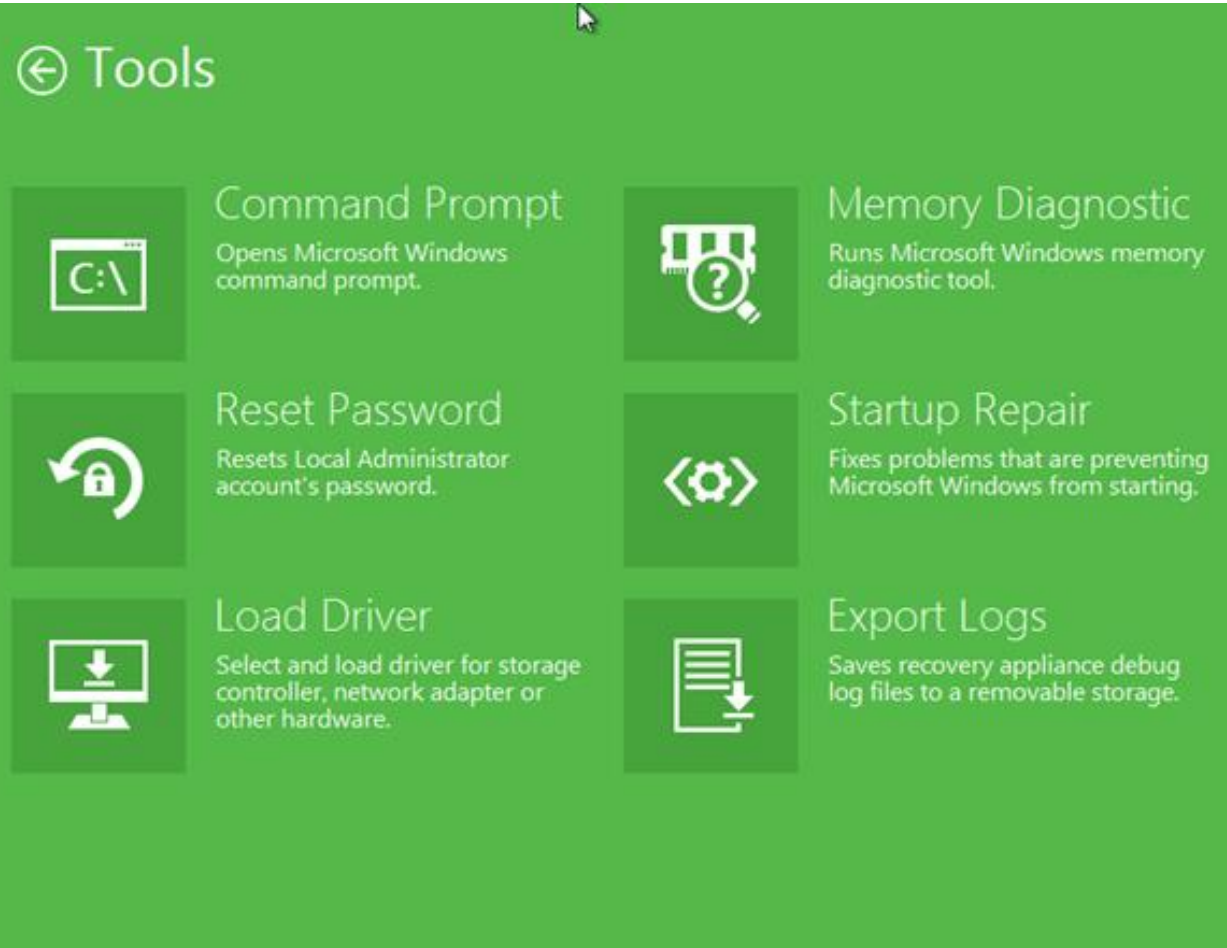 Tools
Command Prompt
Opens Microsoft Windows
command prompt.
C:\
Memory Diagnostic
Runs Microsoft Windows memory
diagnostic tool.
?
Reset Password
Resets Local Administrator
account's password.
Startup Repair
Fixes problems that are preventing
Microsoft Windows from starting.
Load Driver
Select and load driver for storage
controller, network adapter or
other hardware.
Export Logs
Saves recovery appliance debug
log files to a removable storage.